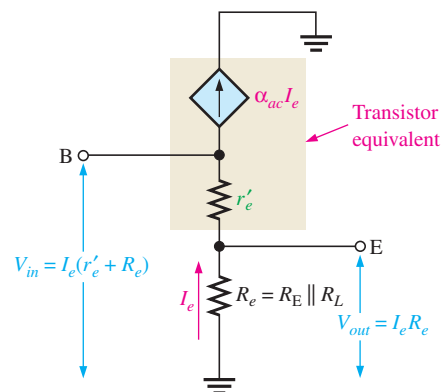 α_ac I_e
Transistor
equivalent
B
r′_e
E
V_in = I_e(r′_e + R_e)
I_e
R_e = R_E || R_L
V_out = I_e R_e